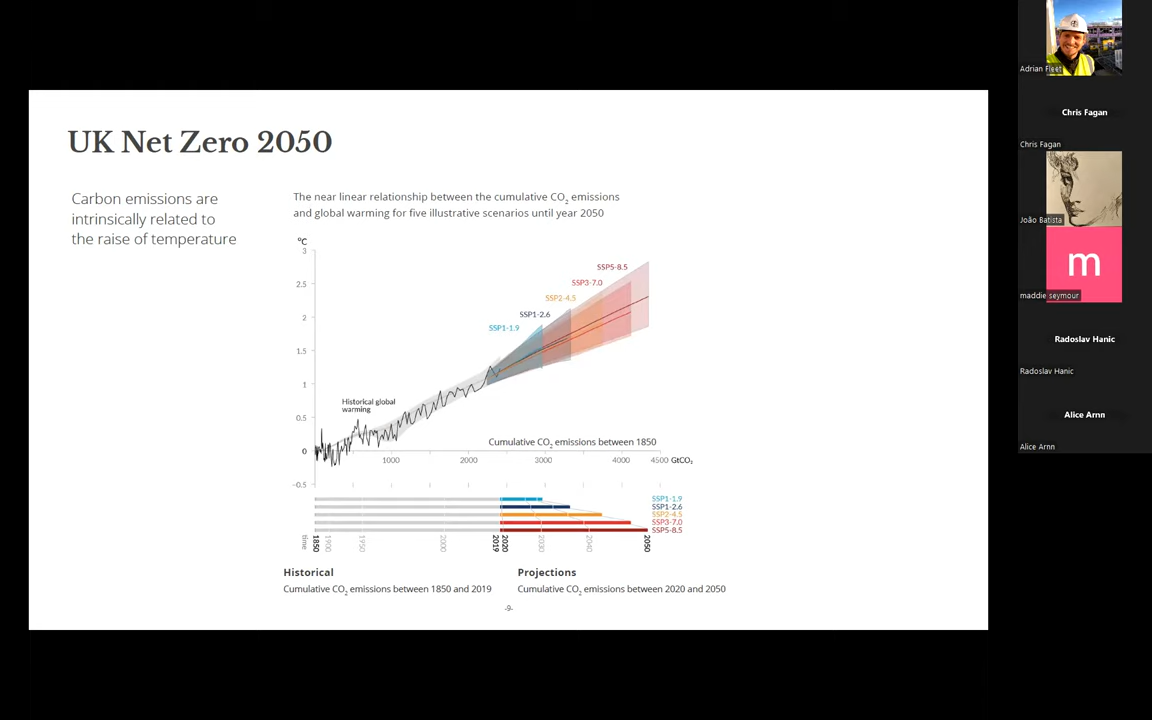 UK Net Zero 2050
Carbon emissions are
intrinsically related to
the raise of temperature
The near linear relationship between the cumulative CO₂ emissions
and global warming for five illustrative scenarios until year 2050
°C
3
2.5
2
1.5
1
0.5
0
-0.5
SSP5-8.5
SSP3-7.0
SSP2-4.5
SSP1-2.6
SSP1-1.9
Historical global
warming
Cumulative CO₂ emissions between 1850
1000 2000 3000 4000 4500 GtCO₂
SSP1-1.9
SSP1-2.6
SSP2-4.5
SSP3-7.0
SSP5-8.5
time 1850 1900 1950 2000 2019 2020 2030 2040 2050
Historical
Cumulative CO₂ emissions between 1850 and 2019
Projections
Cumulative CO₂ emissions between 2020 and 2050
-9-
Adrian Fleet
Chris Fagan
Chris Fagan
João Batista
m
maddie seymour
Radoslav Hanic
Radoslav Hanic
Alice Arnn
Alice Arnn